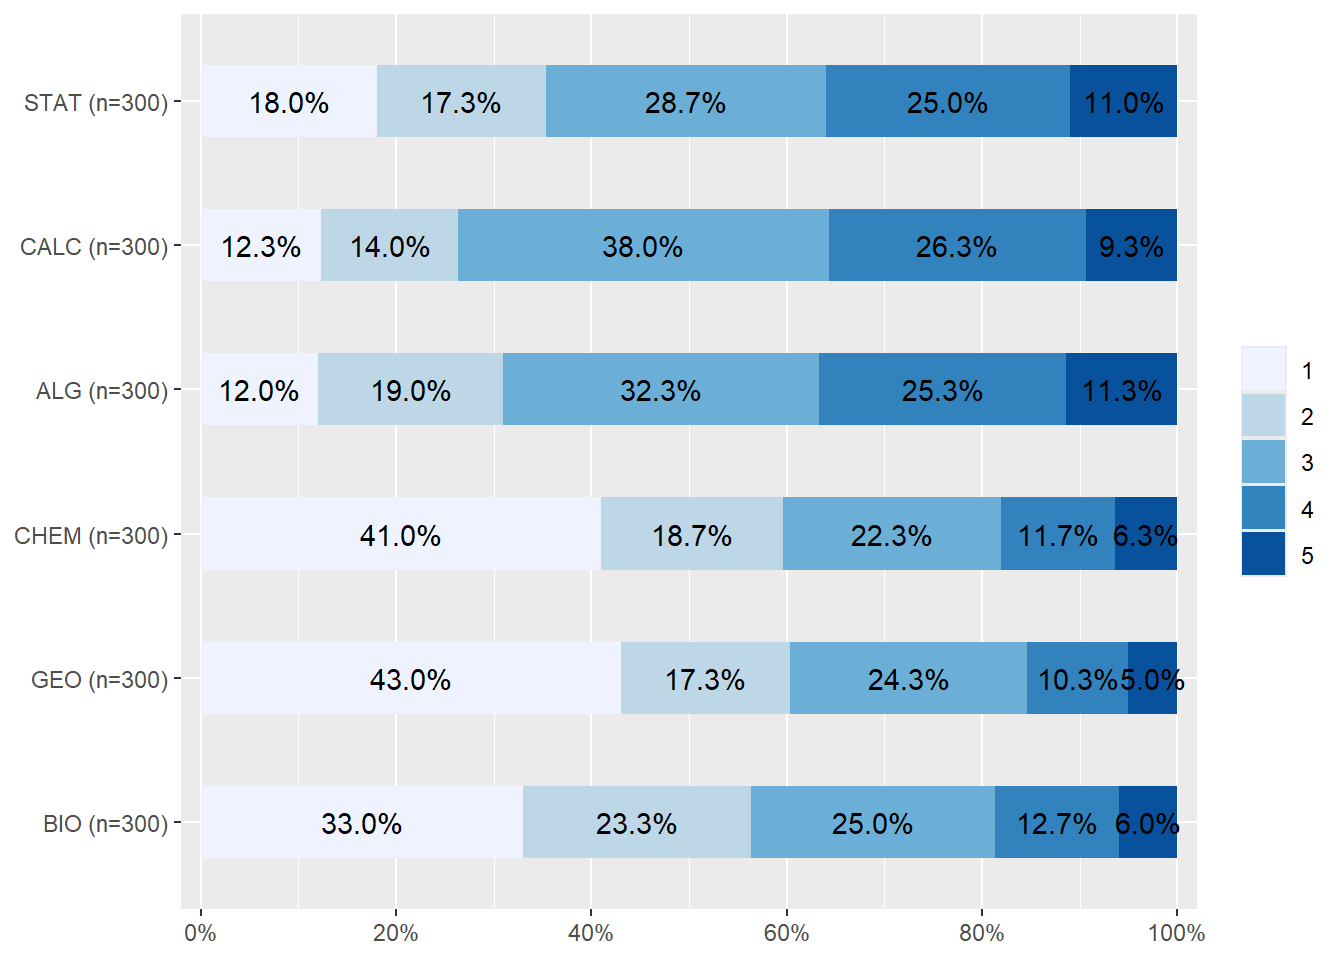 STAT (n=300) 18.0% 17.3% 28.7% 25.0% 11.0%
CALC (n=300) 12.3% 14.0% 38.0% 26.3% 9.3%
ALG (n=300) 12.0% 19.0% 32.3% 25.3% 11.3%
CHEM (n=300) 41.0% 18.7% 22.3% 11.7% 6.3%
GEO (n=300) 43.0% 17.3% 24.3% 10.3% 5.0%
BIO (n=300) 33.0% 23.3% 25.0% 12.7% 6.0%
0% 20% 40% 60% 80% 100%
1
2
3
4
5